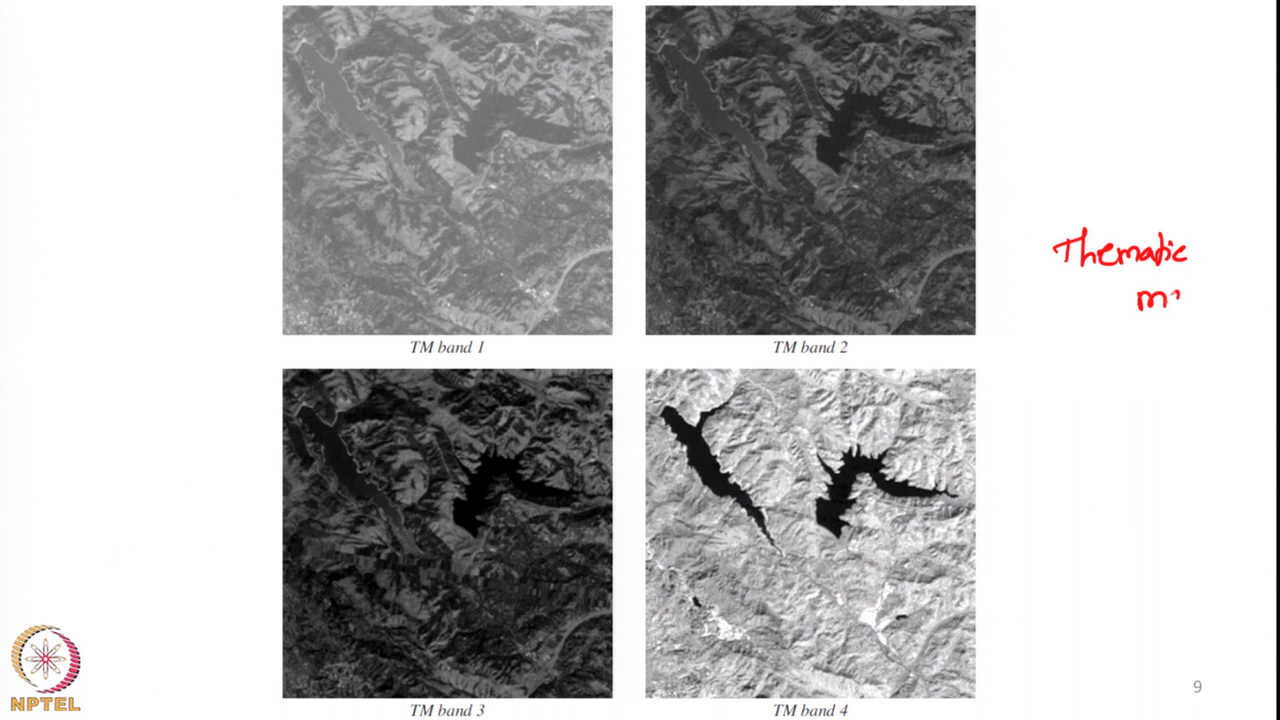 TM band 1
TM band 2
Thematic
TM band 3
TM band 4
NPTEL
9